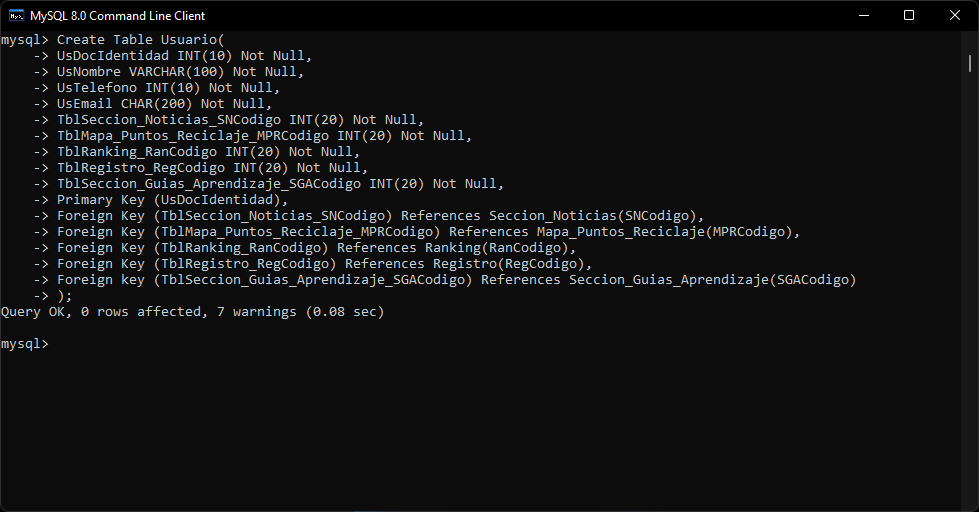 MySQL 8.0 Command Line Client
mysql> Create Table Usuario(
    -> UsDocIdentidad INT(10) Not Null,
    -> UsNombre VARCHAR(100) Not Null,
    -> UsTelefono INT(10) Not Null,
    -> UsEmail CHAR(200) Not Null,
    -> TblSeccion_Noticias_SNCodigo INT(20) Not Null,
    -> TblMapa_Puntos_Reciclaje_MPRCodigo INT(20) Not Null,
    -> TblRanking_RanCodigo INT(20) Not Null,
    -> TblRegistro_RegCodigo INT(20) Not Null,
    -> TblSeccion_Guias_Aprendizaje_SGACodigo INT(20) Not Null,
    -> Primary Key (UsDocIdentidad),
    -> Foreign Key (TblSeccion_Noticias_SNCodigo) References Seccion_Noticias(SNCodigo),
    -> Foreign Key (TblMapa_Puntos_Reciclaje_MPRCodigo) References Mapa_Puntos_Reciclaje(MPRCodigo),
    -> Foreign Key (TblRanking_RanCodigo) References Ranking(RanCodigo),
    -> Foreign Key (TblRegistro_RegCodigo) References Registro(RegCodigo),
    -> Foreign Key (TblSeccion_Guias_Aprendizaje_SGACodigo) References Seccion_Guias_Aprendizaje(SGACodigo)
    -> );
Query OK, 0 rows affected, 7 warnings (0.08 sec)
mysql>